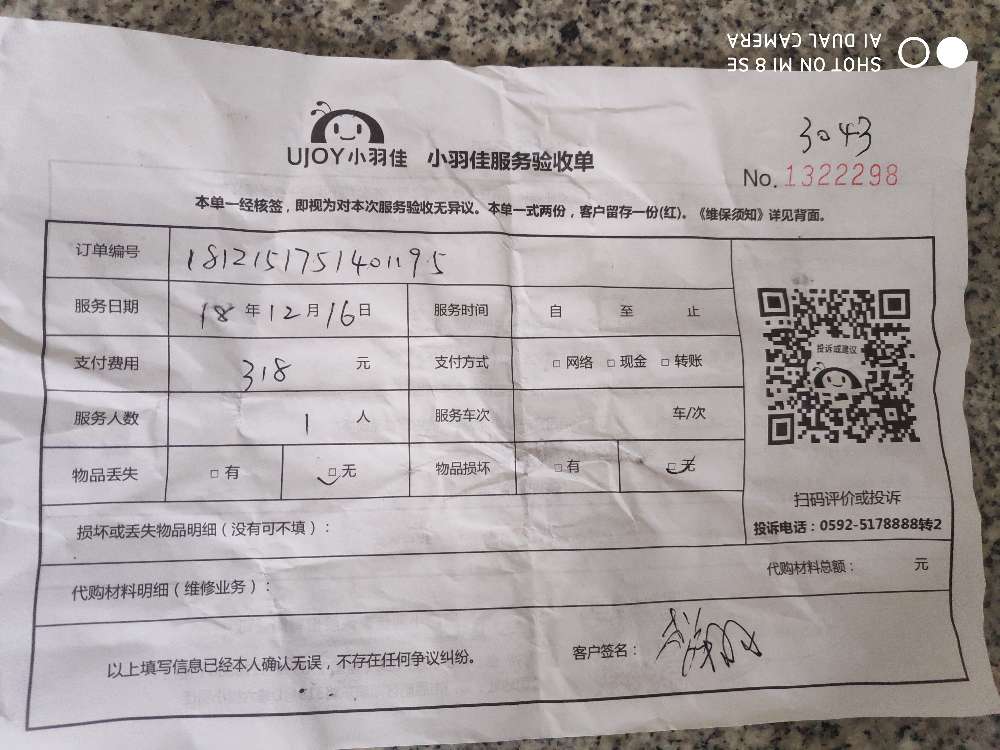 SHOT ON MI 8 SE
AI DUAL CAMERA
UJOY小羽佳 小羽佳服务验收单
3043
No. 1322298
本单一经核签，即视为对本次服务验收无异议。本单一式两份，客户留存一份(红)。《维保须知》详见背面。
订单编号 1812151751401195
服务日期 18 年 12 月 16 日 服务时间 自 至 止
支付费用 318 元 支付方式 □ 网络 □ 现金 □ 转账
服务人数 1 人 服务车次 车/次
物品丢失 □ 有 □ 无 物品损坏 □ 有 □ 无
投诉或建议
扫码评价或投诉
投诉电话：0592-5178888转2
损坏或丢失物品明细（没有可不填）：
代购材料明细（维修业务）： 代购材料总额： 元
以上填写信息已经本人确认无误，不存在任何争议纠纷。 客户签名：